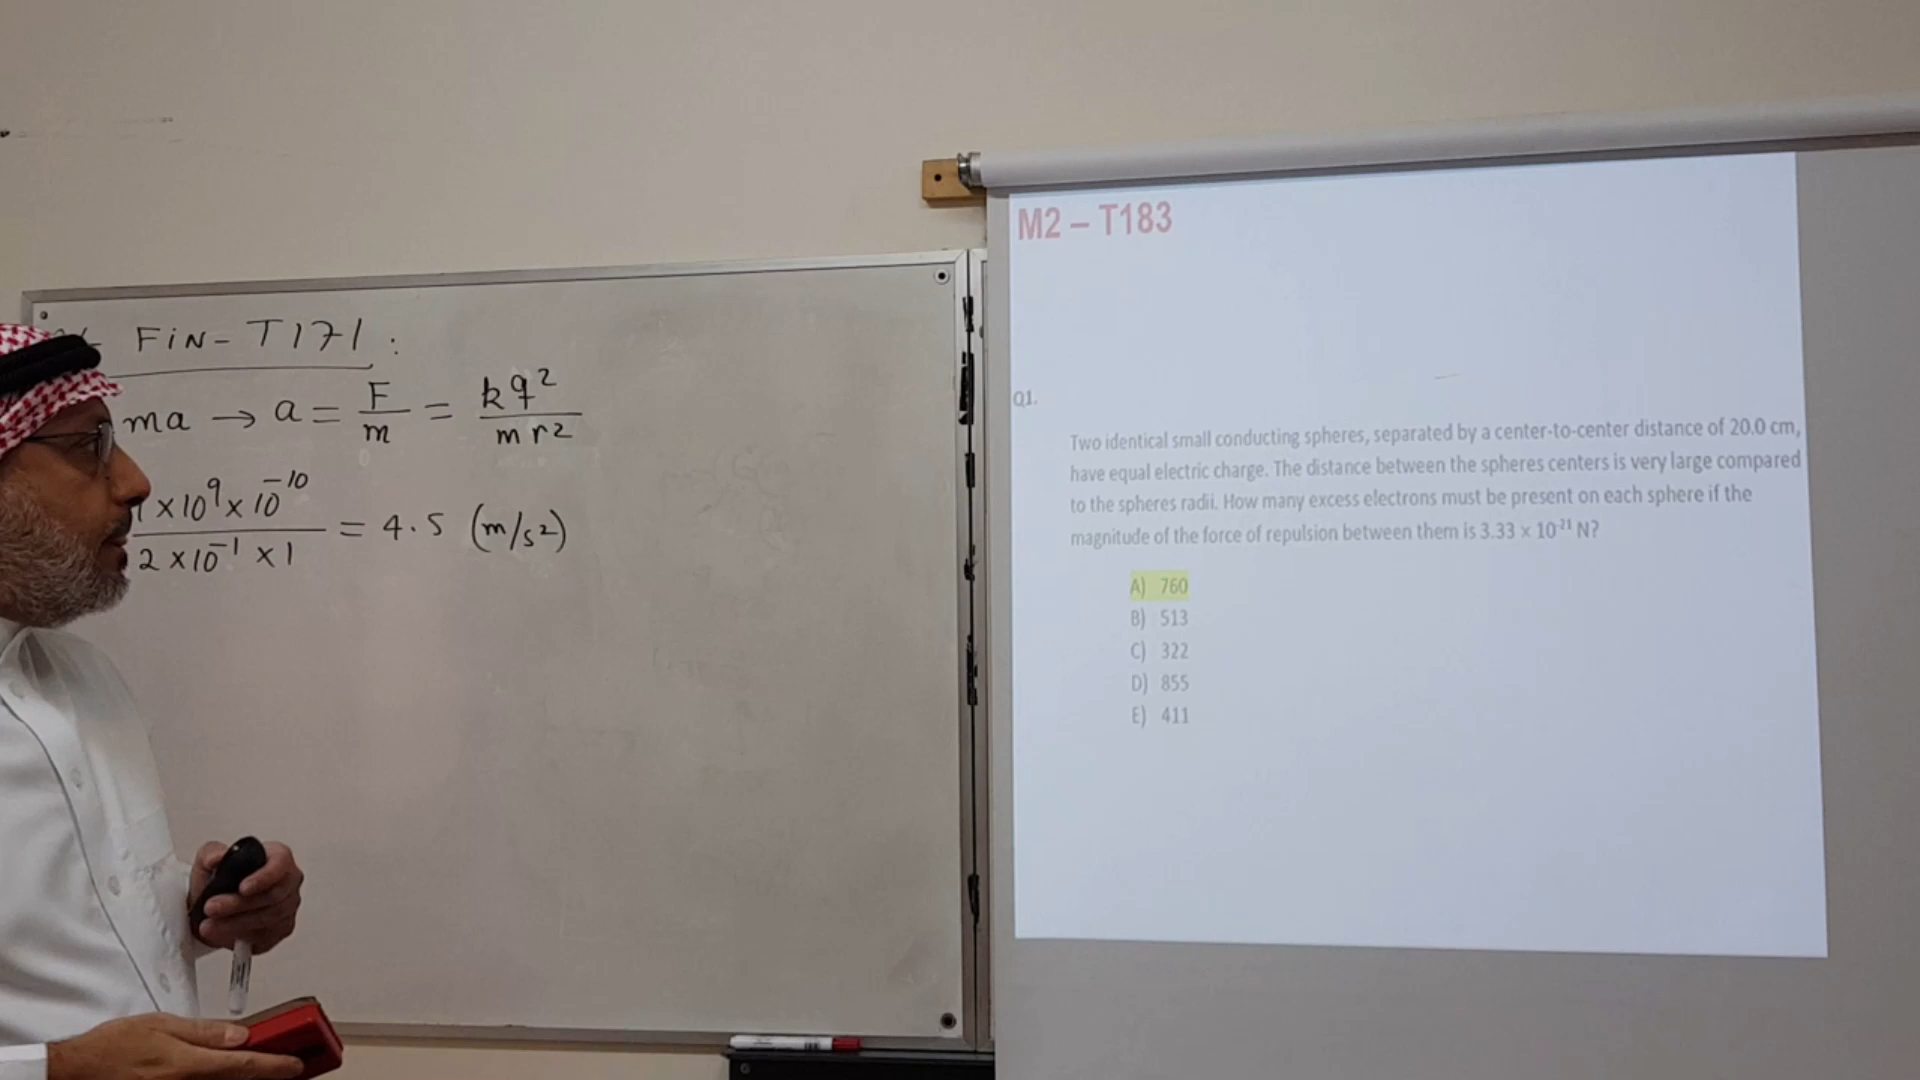 FIN - T171 :
ma → a = F/m = kq²/mr²
×10⁹×10⁻¹⁰ / 2×10⁻¹×1 = 4.5 (m/s²)
M2 – T183
Q1.
Two identical small conducting spheres, separated by a center-to-center distance of 20.0 cm,
have equal electric charge. The distance between the spheres centers is very large compared
to the spheres radii. How many excess electrons must be present on each sphere if the
magnitude of the force of repulsion between them is 3.33 × 10⁻²¹ N?
A) 760
B) 513
C) 322
D) 855
E) 411